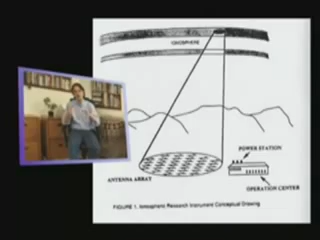 IONOSPHERE
POWER STATION
ANTENNA ARRAY
OPERATION CENTER
FIGURE 1. Ionospheric Research Instrument Conceptual Drawing